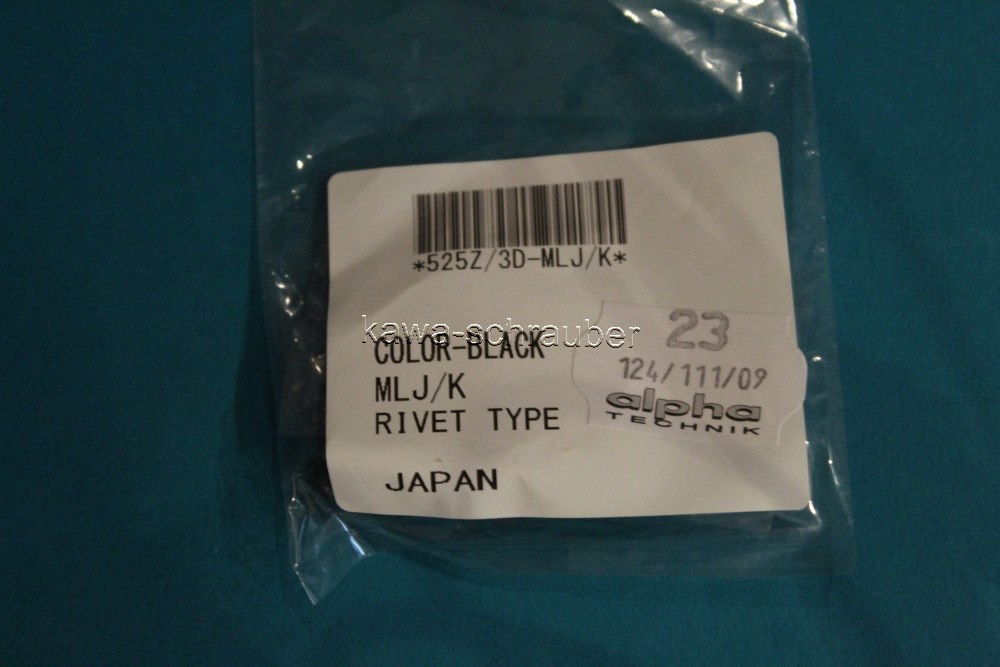 *525Z/3D-MLJ/K*
kawa-schrauber
COLOR-BLACK
MLJ/K
RIVET TYPE
JAPAN
23
124/111/09
alpha
TECHNIK